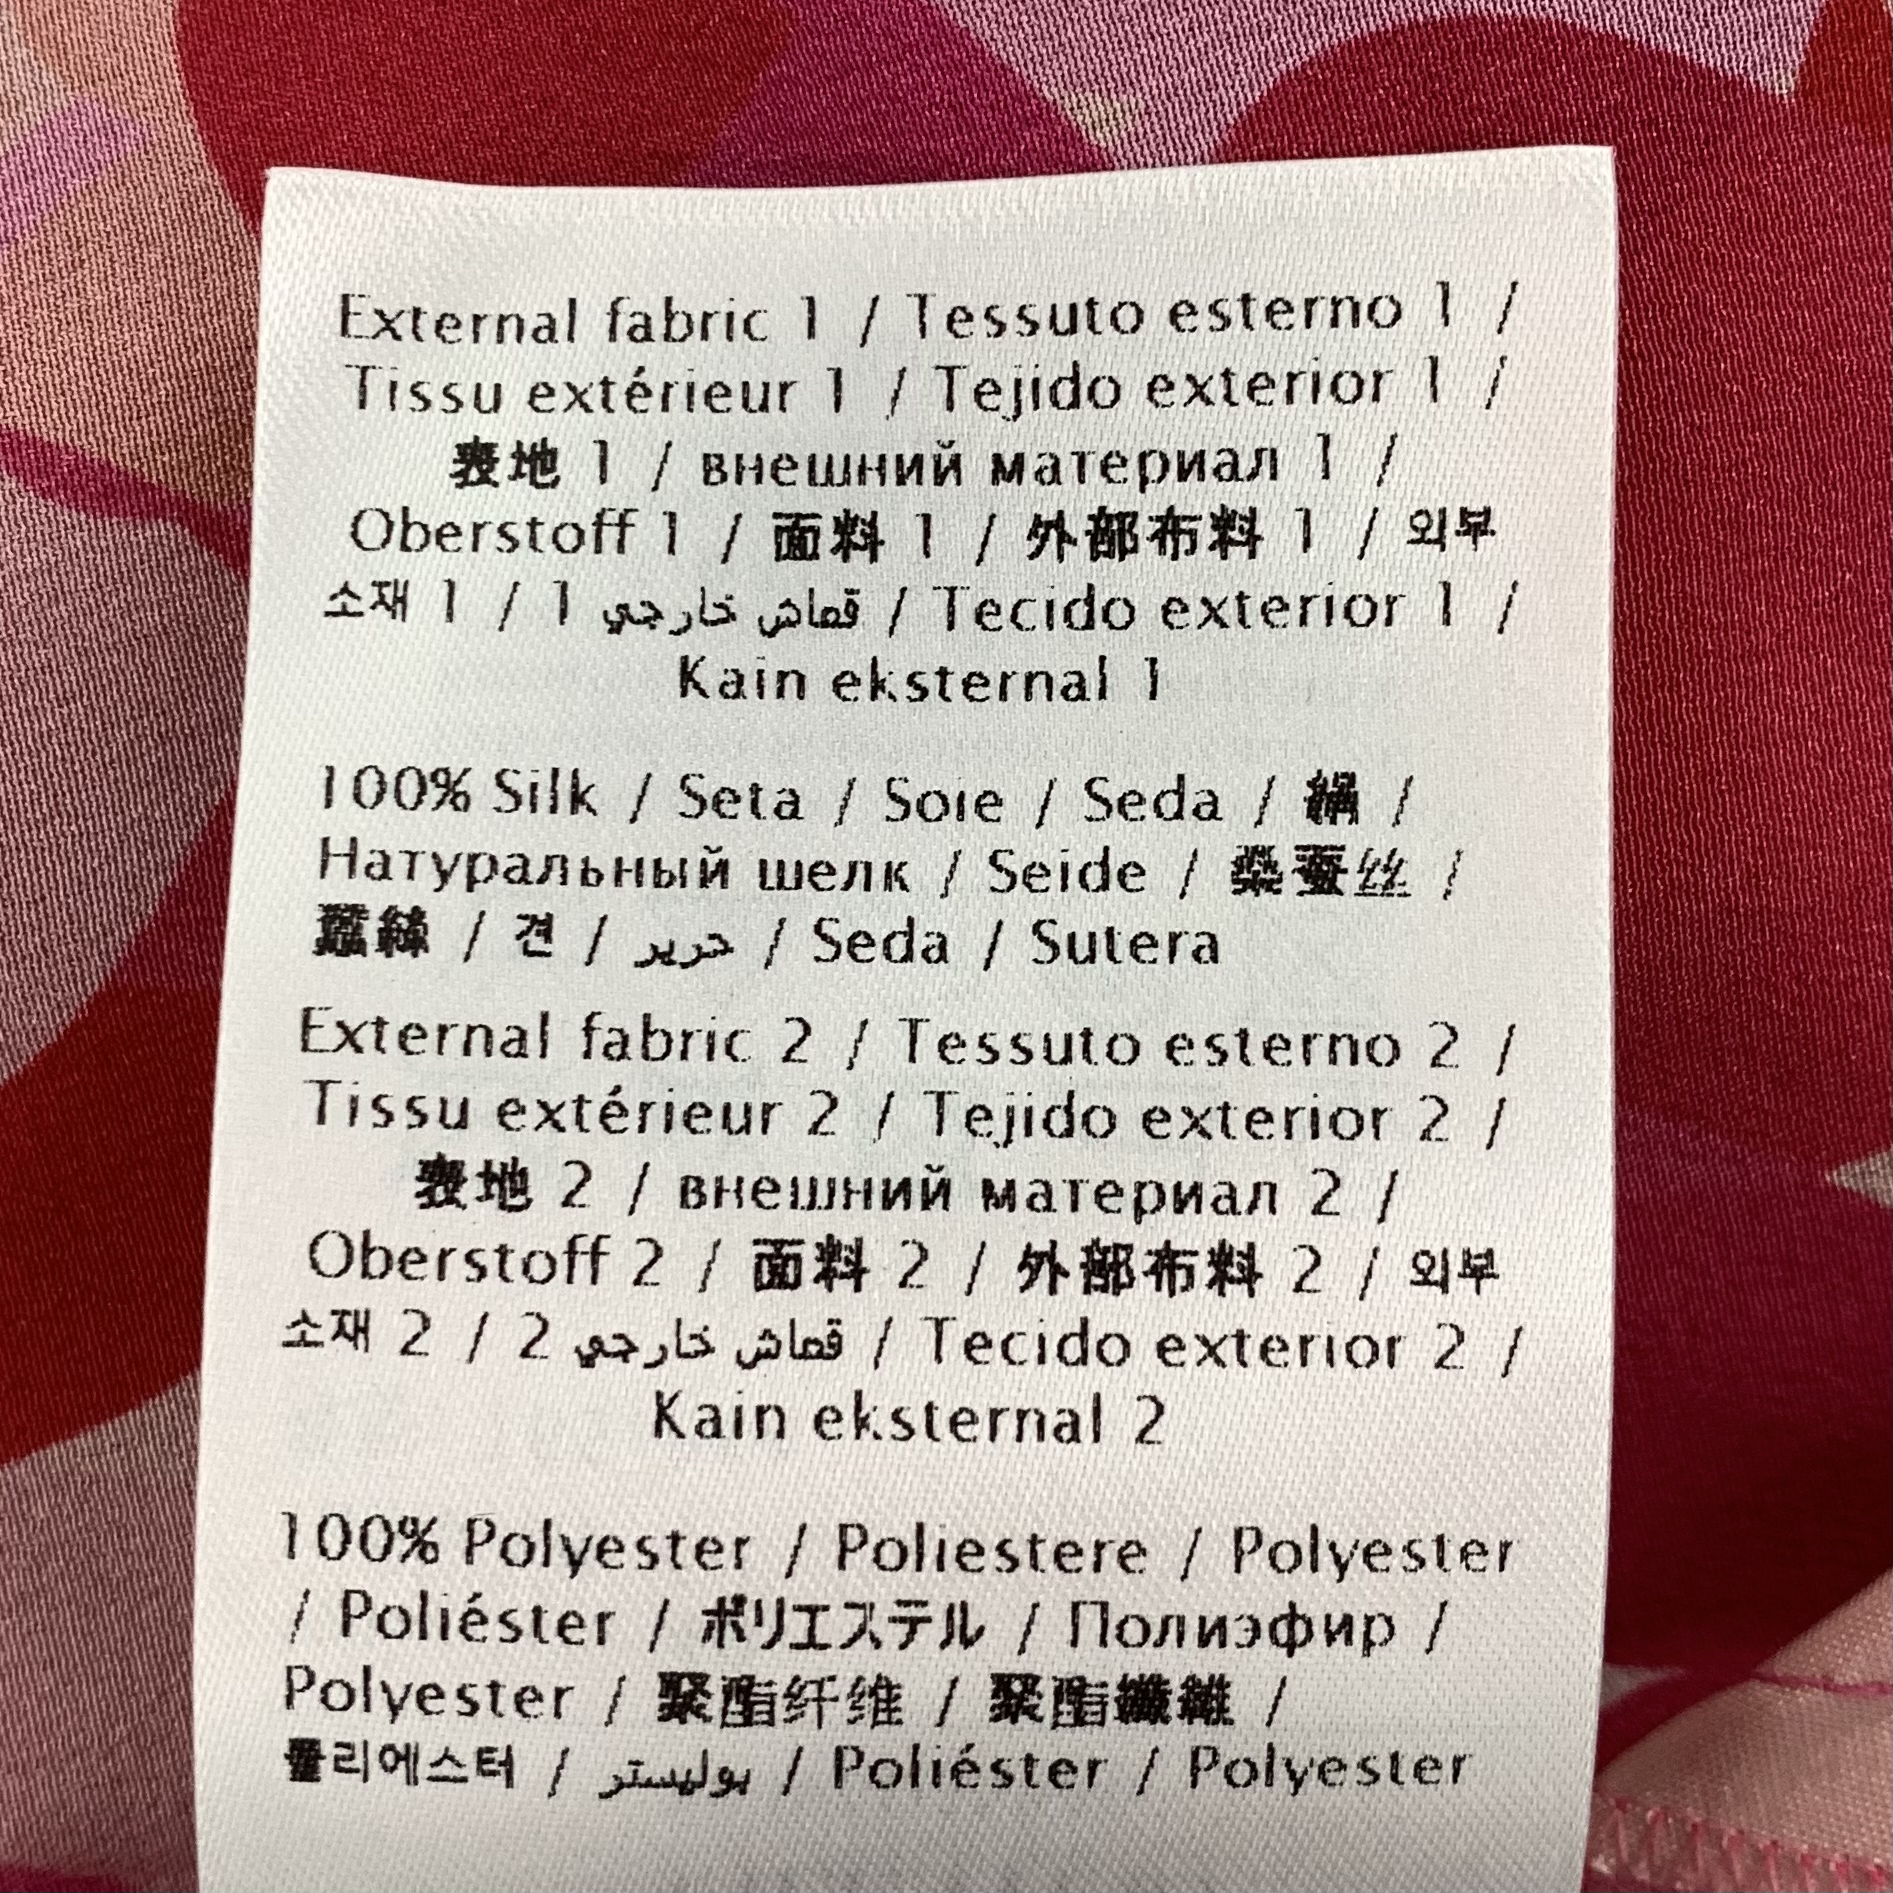 External fabric 1 / Tessuto esterno 1 /
Tissu extérieur 1 / Tejido exterior 1 /
表地 1 / внешний материал 1 /
Oberstoff 1 / 面料 1 / 外部布料 1 / 외부
소재 1 / 1 قماش خارجي / Tecido exterior 1 /
Kain eksternal 1
100% Silk / Seta / Soie / Seda / 絹 /
Натуральный шелк / Seide / 桑蚕丝 /
蠶絲 / 견 / حرير / Seda / Sutera
External fabric 2 / Tessuto esterno 2 /
Tissu extérieur 2 / Tejido exterior 2 /
表地 2 / внешний материал 2 /
Oberstoff 2 / 面料 2 / 外部布料 2 / 외부
소재 2 / 2 قماش خارجي / Tecido exterior 2 /
Kain eksternal 2
100% Polyester / Poliestere / Polyester
/ Poliéster / ポリエステル / Полиэфир /
Polyester / 聚酯纤维 / 聚酯纖維 /
폴리에스터 / بوليستر / Poliéster / Polyester